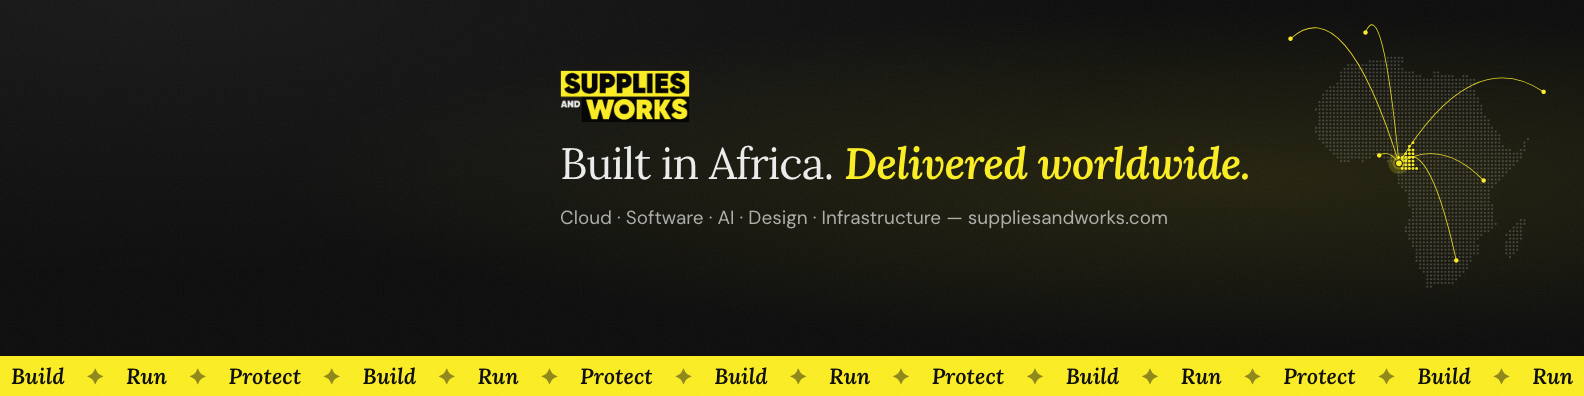 SUPPLIES
AND WORKS
Built in Africa. Delivered worldwide.
Cloud · Software · AI · Design · Infrastructure — suppliesandworks.com
Build ✦ Run ✦ Protect ✦ Build ✦ Run ✦ Protect ✦ Build ✦ Run ✦ Protect ✦ Build ✦ Run ✦ Protect ✦ Build ✦ Run